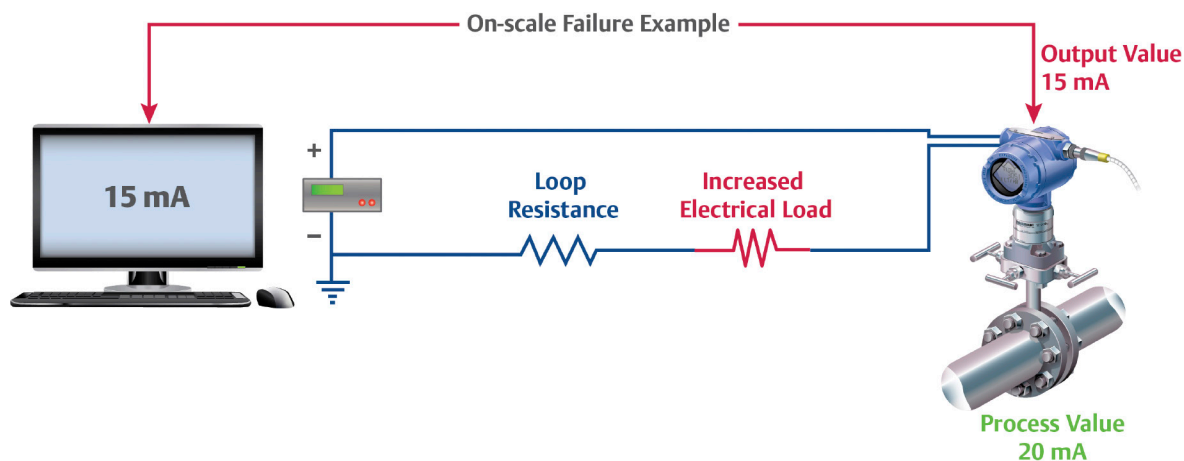 On-scale Failure Example
Output Value
15 mA
+
15 mA
Loop
Resistance
Increased
Electrical Load
−
Process Value
20 mA